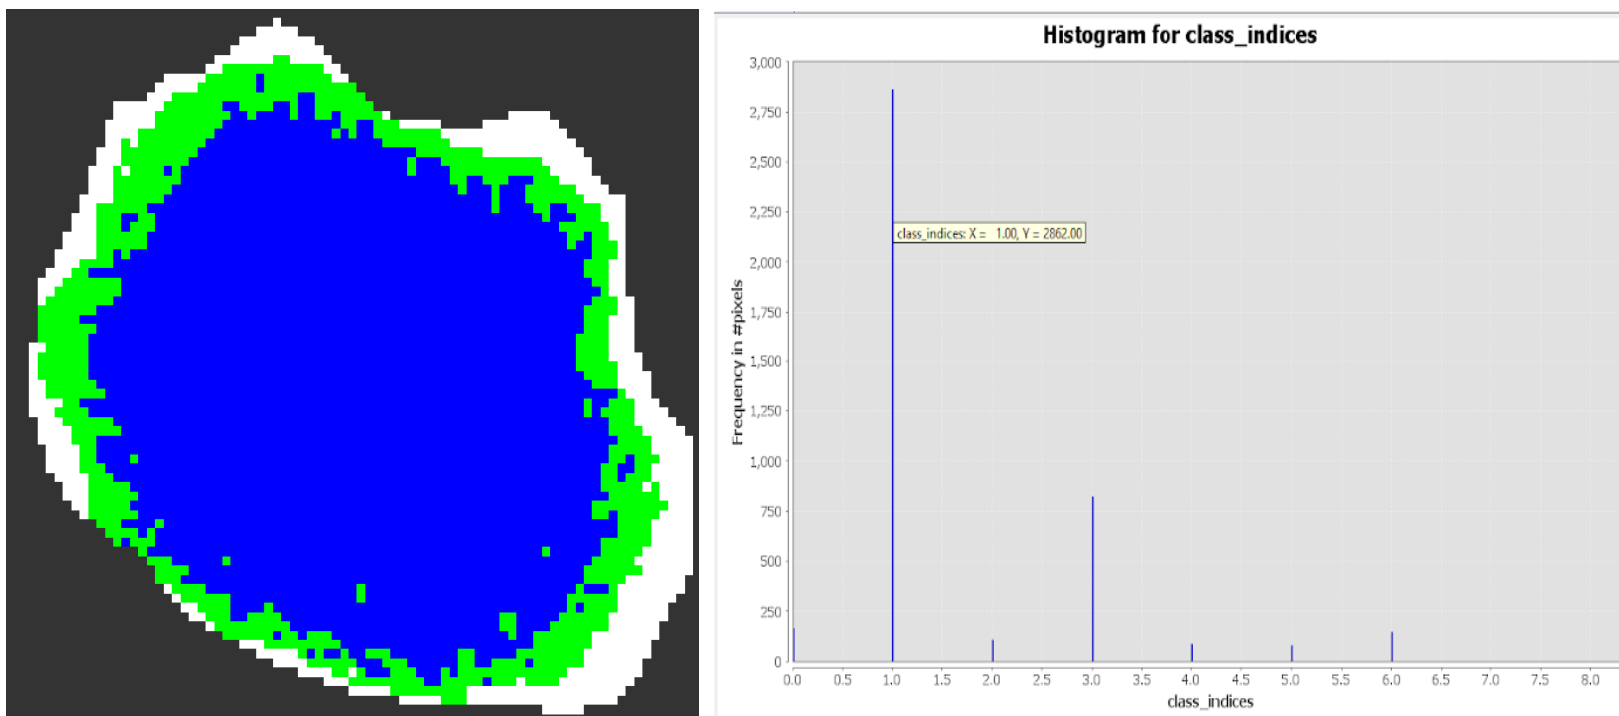 Histogram for class_indices
3,000
2,750
2,500
2,250
2,000
1,750
1,500
1,250
1,000
750
500
250
0
Frequency in #pixels
class_indices: X = 1.00, Y = 2862.00
0.0 0.5 1.0 1.5 2.0 2.5 3.0 3.5 4.0 4.5 5.0 5.5 6.0 6.5 7.0 7.5 8.0
class_indices